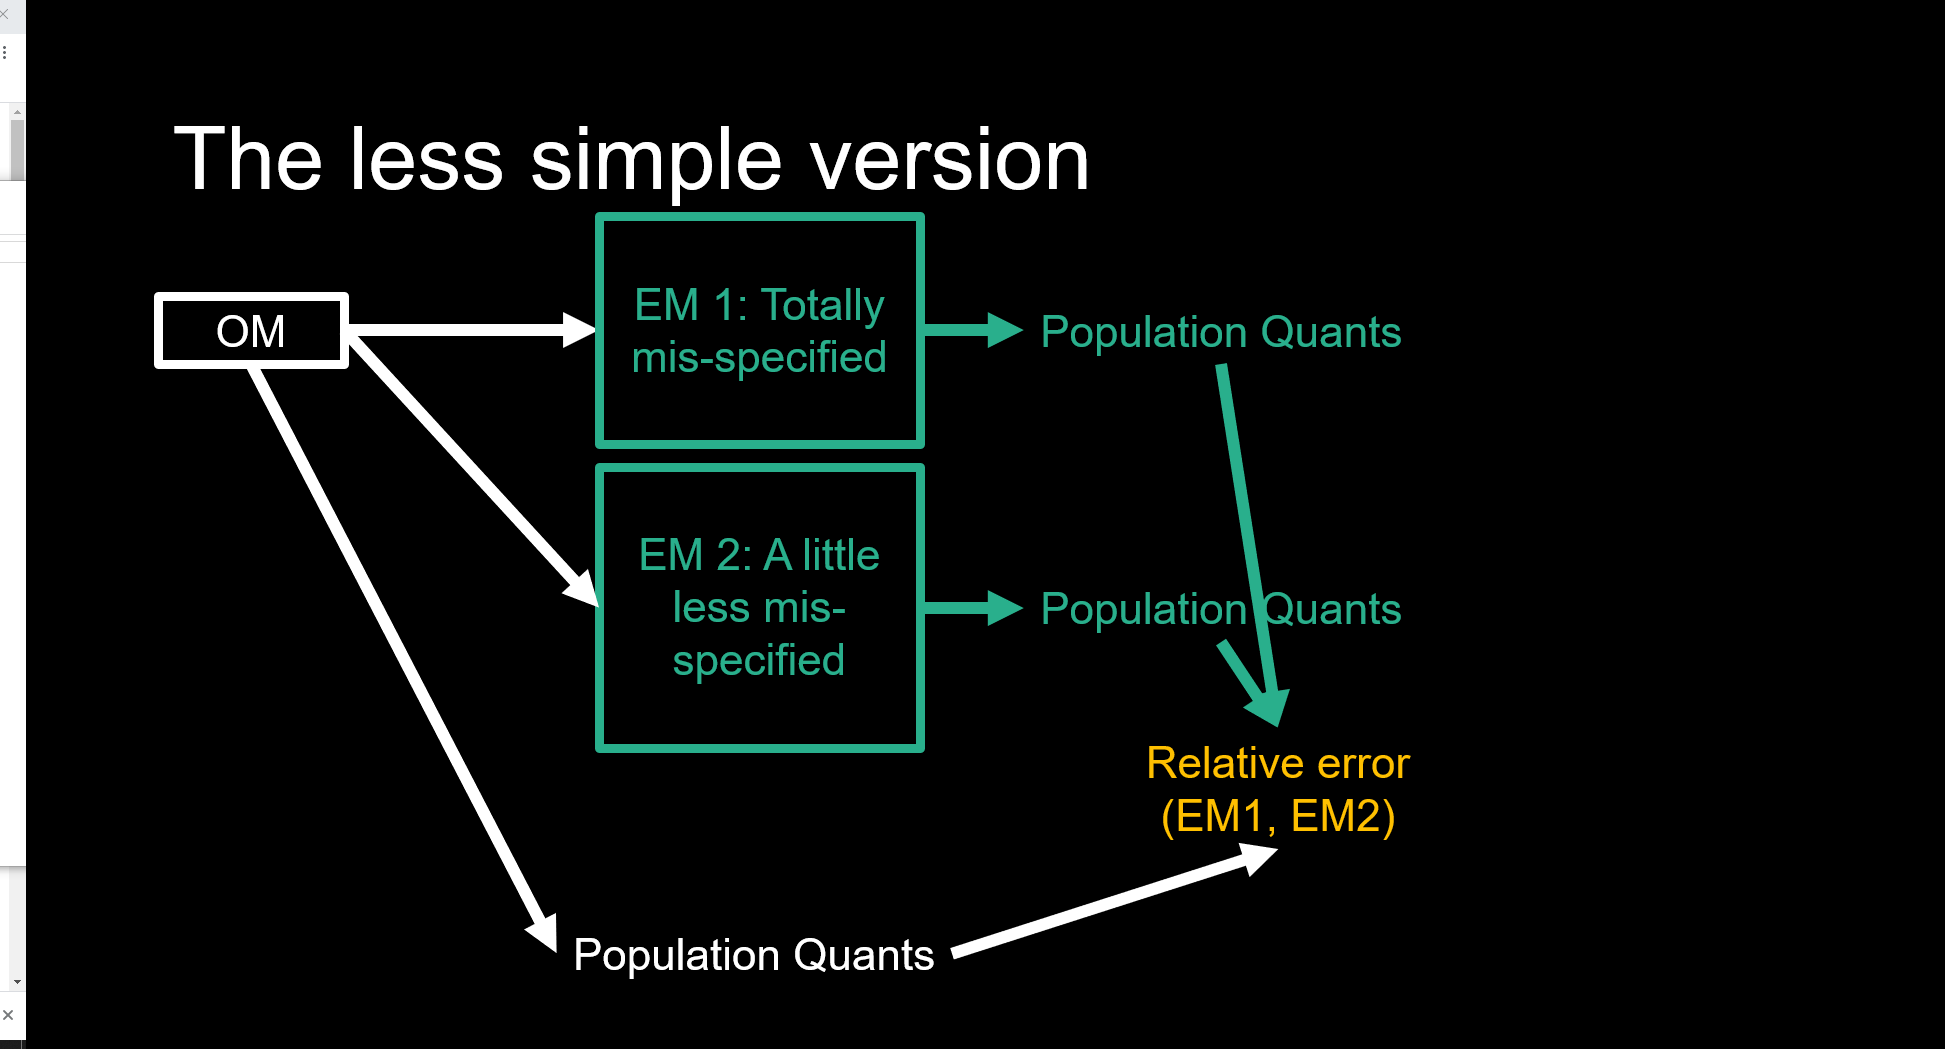 The less simple version
OM
EM 1: Totally
mis-specified
Population Quants
EM 2: A little
less mis-
specified
Population Quants
Relative error
(EM1, EM2)
Population Quants